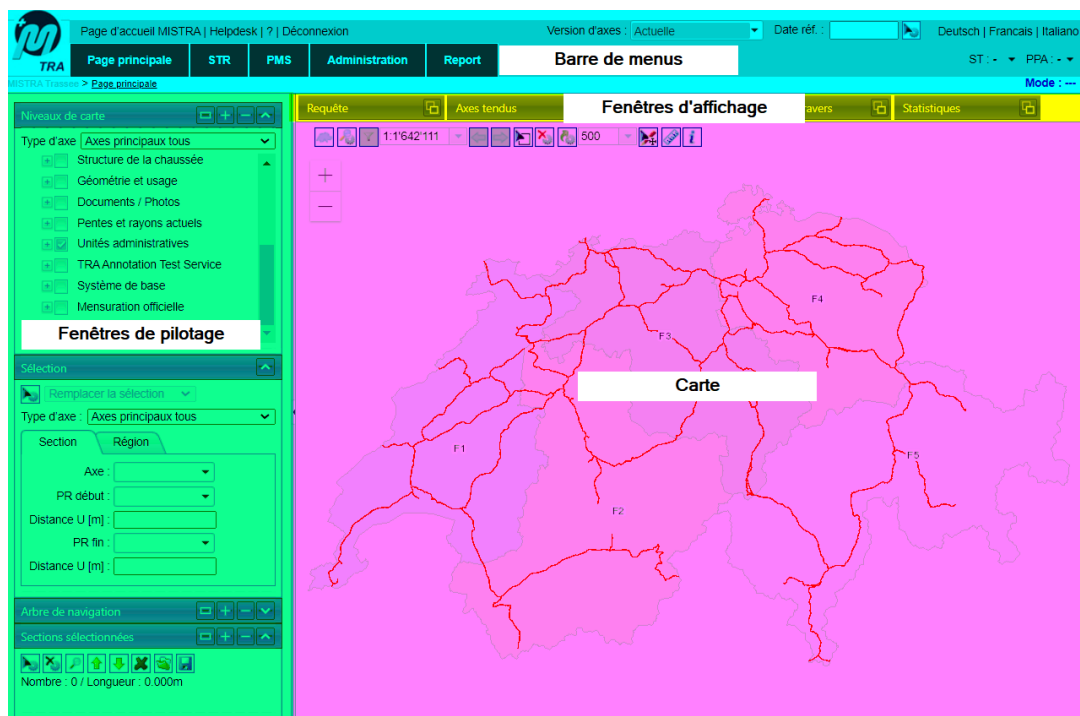 Page d'accueil MISTRA | Helpdesk | ? | Déconnexion
Version d'axes : Actuelle
Date réf. :
Deutsch | Francais | Italiano
TRA
Page principale STR PMS Administration Report
Barre de menus
ST : - PPA : -
MISTRA Trassee > Page principale
Mode : ---
Niveaux de carte
Type d'axe Axes principaux tous
Structure de la chaussée
Géométrie et usage
Documents / Photos
Pentes et rayons actuels
Unités administratives
TRA Annotation Test Service
Système de base
Mensuration officielle
Fenêtres de pilotage
Sélection
Remplacer la sélection
Type d'axe : Axes principaux tous
Section Région
Axe :
PR début :
Distance U [m] :
PR fin :
Distance U [m] :
Arbre de navigation
Sections sélectionnées
Nombre : 0 / Longueur : 0.000m
Requête Axes tendus Fenêtres d'affichage ravers Statistiques
1:1'642'111 500
F4
F3
Carte
F1
F5
F2